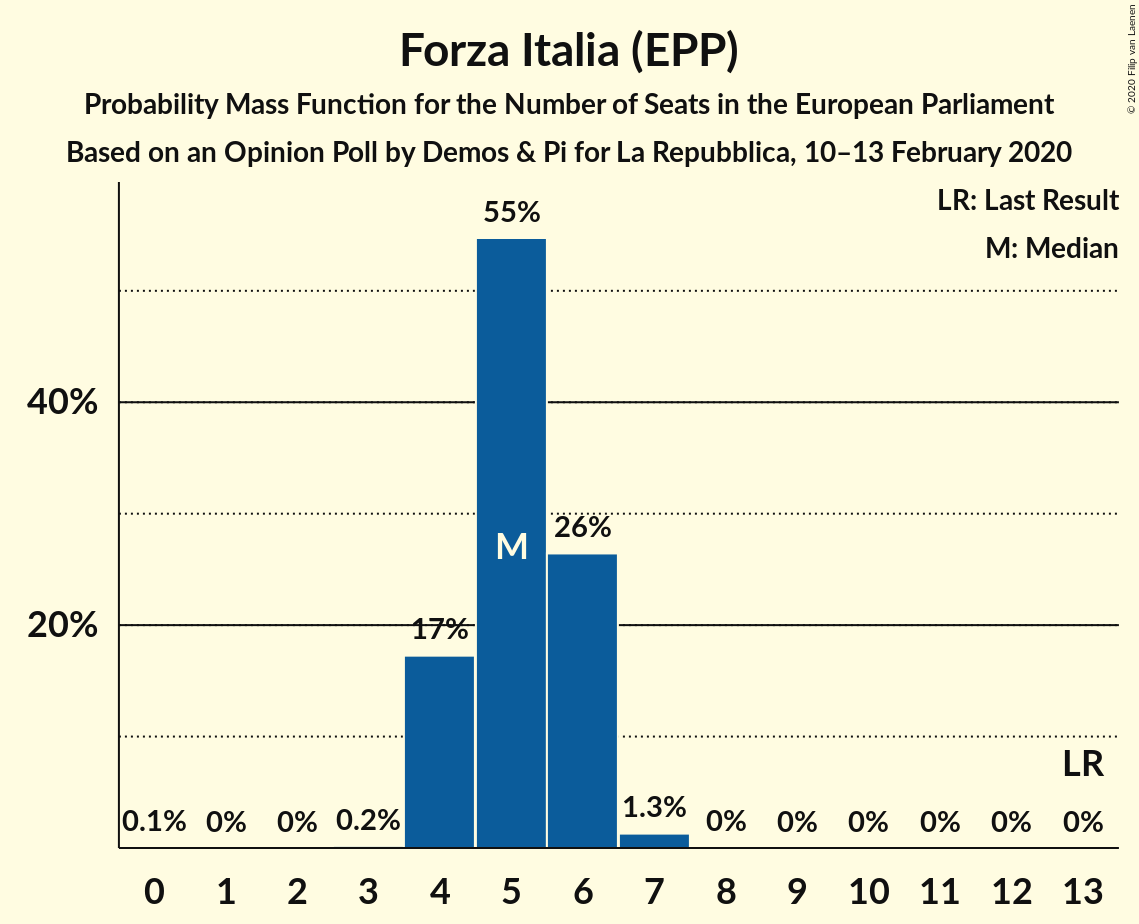 Forza Italia (EPP)
Probability Mass Function for the Number of Seats in the European Parliament
Based on an Opinion Poll by Demos & Pi for La Repubblica, 10–13 February 2020
© 2020 Filip van Laenen
LR: Last Result
M: Median
55%
40%
M
26%
20%
17%
LR
0.1% 0% 0% 0.2% 1.3% 0% 0% 0% 0% 0% 0%
0 1 2 3 4 5 6 7 8 9 10 11 12 13